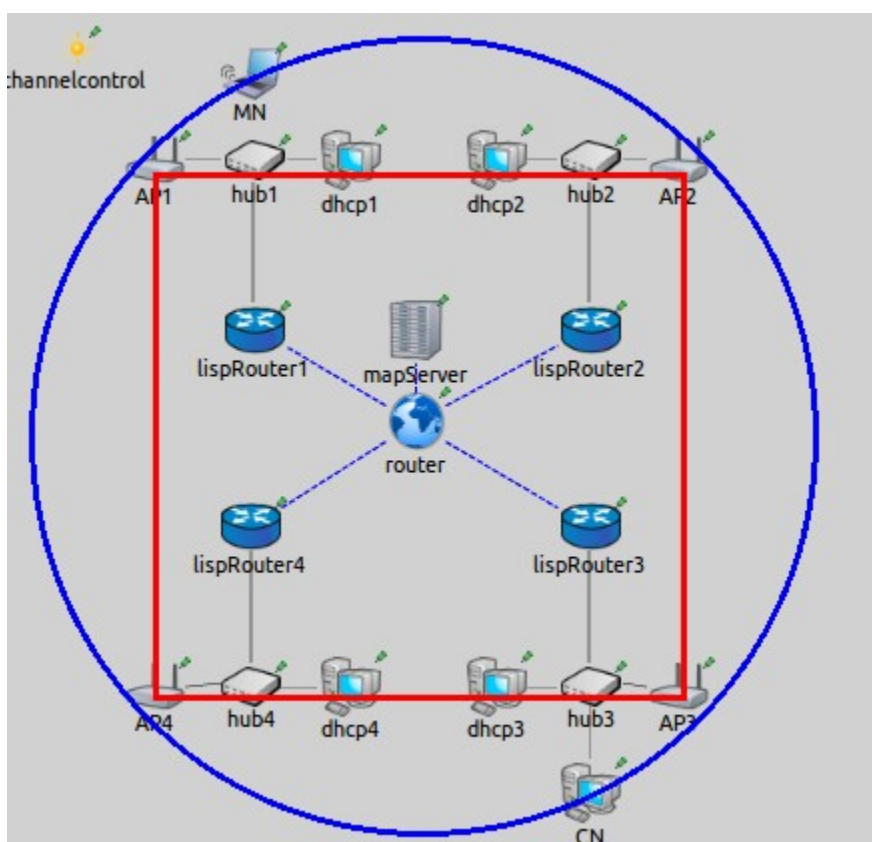 channelcontrol
MN
AP1
hub1
dhcp1
dhcp2
hub2
AP2
lispRouter1
mapServer
lispRouter2
router
lispRouter4
lispRouter3
AP4
hub4
dhcp4
dhcp3
hub3
AP3
CN